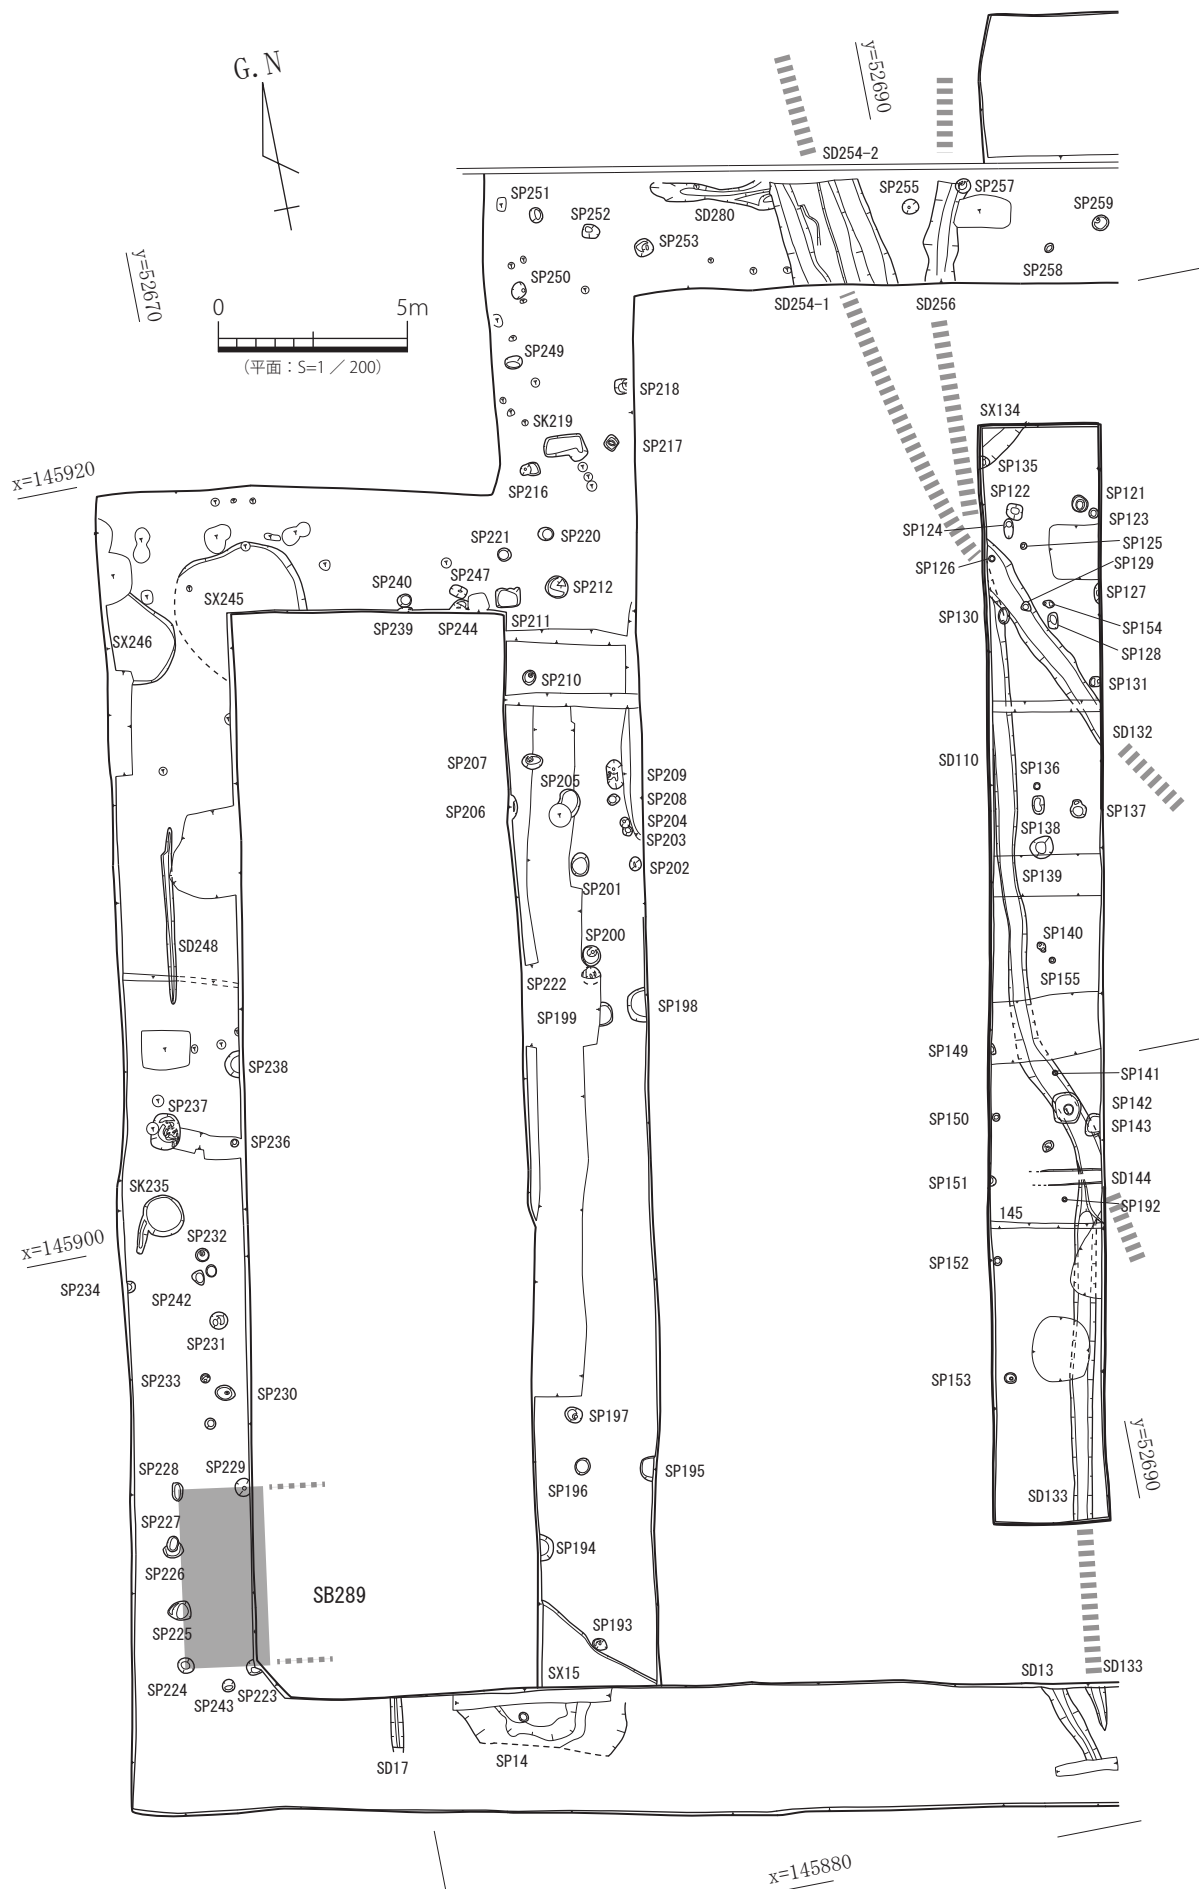 G. N
y=52690
SD254-2
SP251
SP252
SP253
SD280
SP255
SP257
SP259
SP258
SP250
y=52670
0 5m
(平面：S=1／200)
SD254-1
SD256
SP249
SP218
SK219
SP217
SP216
SX134
SP135
x=145920
SP122
SP121
SP124
SP123
SP125
SP126
SP129
SP221
SP220
SP240
SP247
SP212
SX245
SP127
SP239
SP244
SP211
SP130
SP154
SX246
SP128
SP210
SP131
SD132
SD110
SP207
SP205
SP209
SP136
SP206
SP208
SP137
SP204
SP138
SP203
SP202
SP139
SP201
SP200
SP140
SD248
SP222
SP155
SP199
SP198
SP149
SP238
SP141
SP237
SP142
SP150
SP143
SP236
SK235
SP151
SD144
SP192
145
SP232
x=145900
SP234
SP242
SP152
SP231
SP233
SP230
SP153
SP197
y=52690
SP228
SP229
SP195
SP196
SD133
SP227
SP194
SP226
SB289
SP225
SP193
SP224
SP223
SP243
SX15
SD13
SD133
SD17
SP14
x=145880